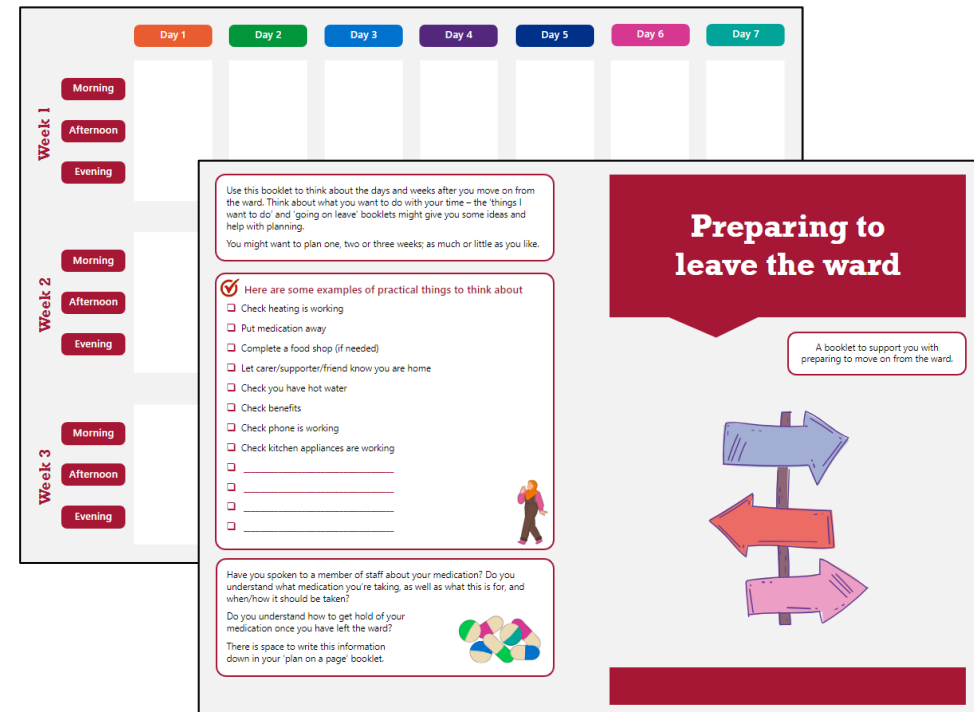 Day 1 Day 2 Day 3 Day 4 Day 5 Day 6 Day 7
Week 1
Morning
Afternoon
Evening
Week 2
Morning
Afternoon
Evening
Week 3
Morning
Afternoon
Evening
Use this booklet to think about the days and weeks after you move on from
the ward. Think about what you want to do with your time – the 'things I
want to do' and 'going on leave' booklets might give you some ideas and
help with planning.
You might want to plan one, two or three weeks; as much or little as you like.
Here are some examples of practical things to think about
Check heating is working
Put medication away
Complete a food shop (if needed)
Let carer/supporter/friend know you are home
Check you have hot water
Check benefits
Check phone is working
Check kitchen appliances are working
Have you spoken to a member of staff about your medication? Do you
understand what medication you're taking, as well as what this is for, and
when/how it should be taken?
Do you understand how to get hold of your
medication once you have left the ward?
There is space to write this information
down in your 'plan on a page' booklet.
Preparing to
leave the ward
A booklet to support you with
preparing to move on from the ward.